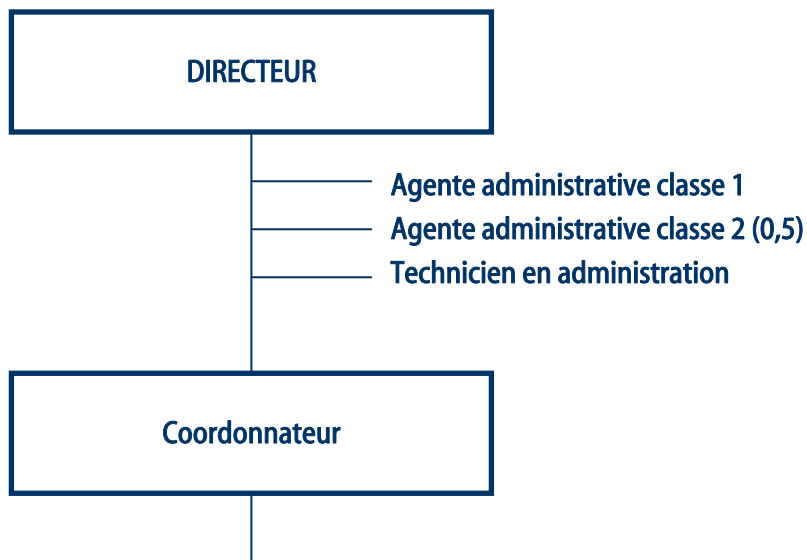 DIRECTEUR
Agente administrative classe 1
Agente administrative classe 2 (0,5)
Technicien en administration
Coordonnateur